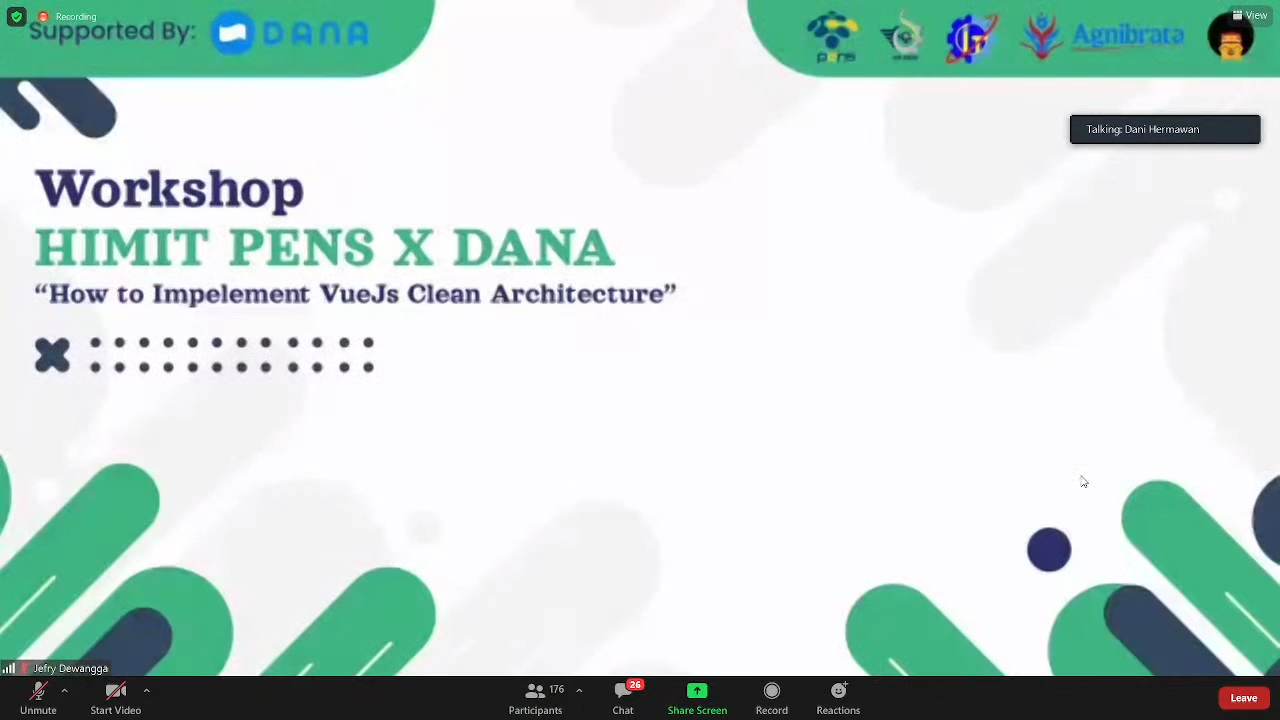 Recording
View
Supported By: DANA
pens
Agnibrata
Talking: Dani Hermawan
Workshop
HIMIT PENS X DANA
“How to Impelement VueJs Clean Architecture”
Jefry Dewangga
Unmute
Start Video
176
Participants
26
Chat
Share Screen
Record
Reactions
Leave